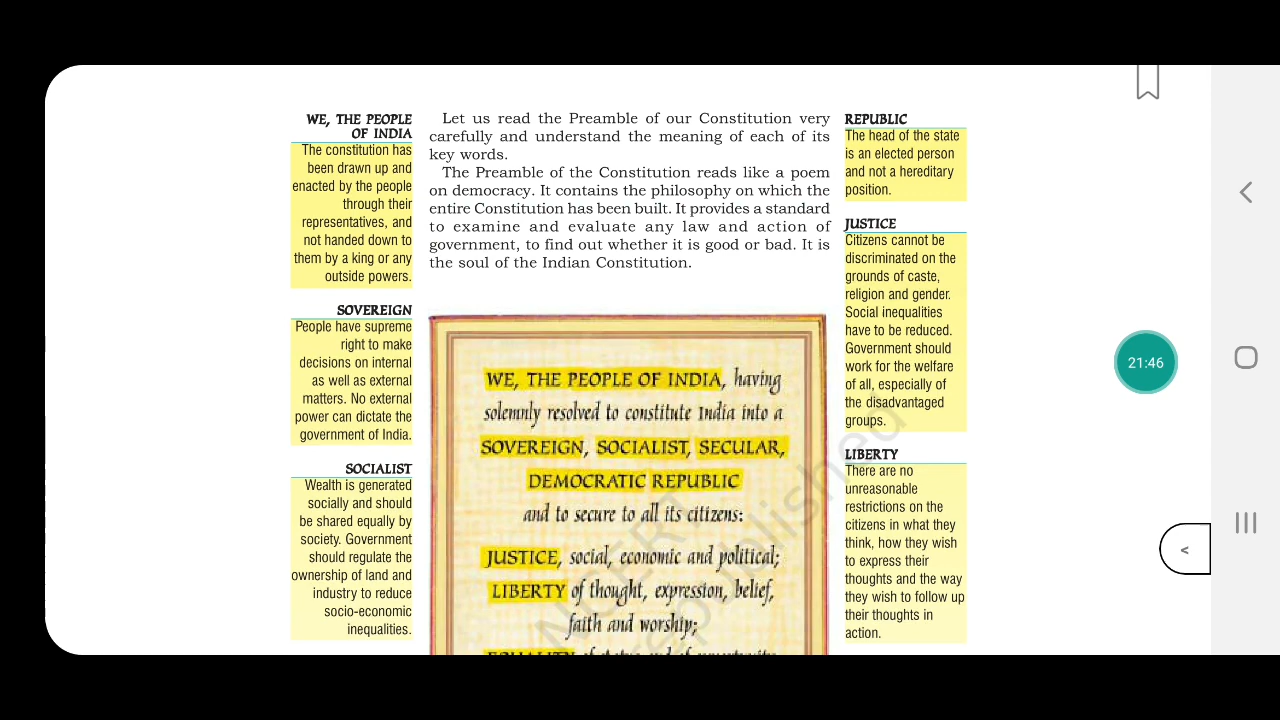 WE, THE PEOPLE
OF INDIA
The constitution has
been drawn up and
enacted by the people
through their
representatives, and
not handed down to
them by a king or any
outside powers.
SOVEREIGN
People have supreme
right to make
decisions on internal
as well as external
matters. No external
power can dictate the
government of India.
SOCIALIST
Wealth is generated
socially and should
be shared equally by
society. Government
should regulate the
ownership of land and
industry to reduce
socio-economic
inequalities.
Let us read the Preamble of our Constitution very
carefully and understand the meaning of each of its
key words.
The Preamble of the Constitution reads like a poem
on democracy. It contains the philosophy on which the
entire Constitution has been built. It provides a standard
to examine and evaluate any law and action of
government, to find out whether it is good or bad. It is
the soul of the Indian Constitution.
WE, THE PEOPLE OF INDIA, having
solemnly resolved to constitute India into a
SOVEREIGN, SOCIALIST, SECULAR,
DEMOCRATIC REPUBLIC
and to secure to all its citizens:
JUSTICE, social, economic and political;
LIBERTY of thought, expression, belief,
faith and worship;
REPUBLIC
The head of the state
is an elected person
and not a hereditary
position.
JUSTICE
Citizens cannot be
discriminated on the
grounds of caste,
religion and gender.
Social inequalities
have to be reduced.
Government should
work for the welfare
of all, especially of
the disadvantaged
groups.
LIBERTY
There are no
unreasonable
restrictions on the
citizens in what they
think, how they wish
to express their
thoughts and the way
they wish to follow up
their thoughts in
action.
21:46
NCERT
republished